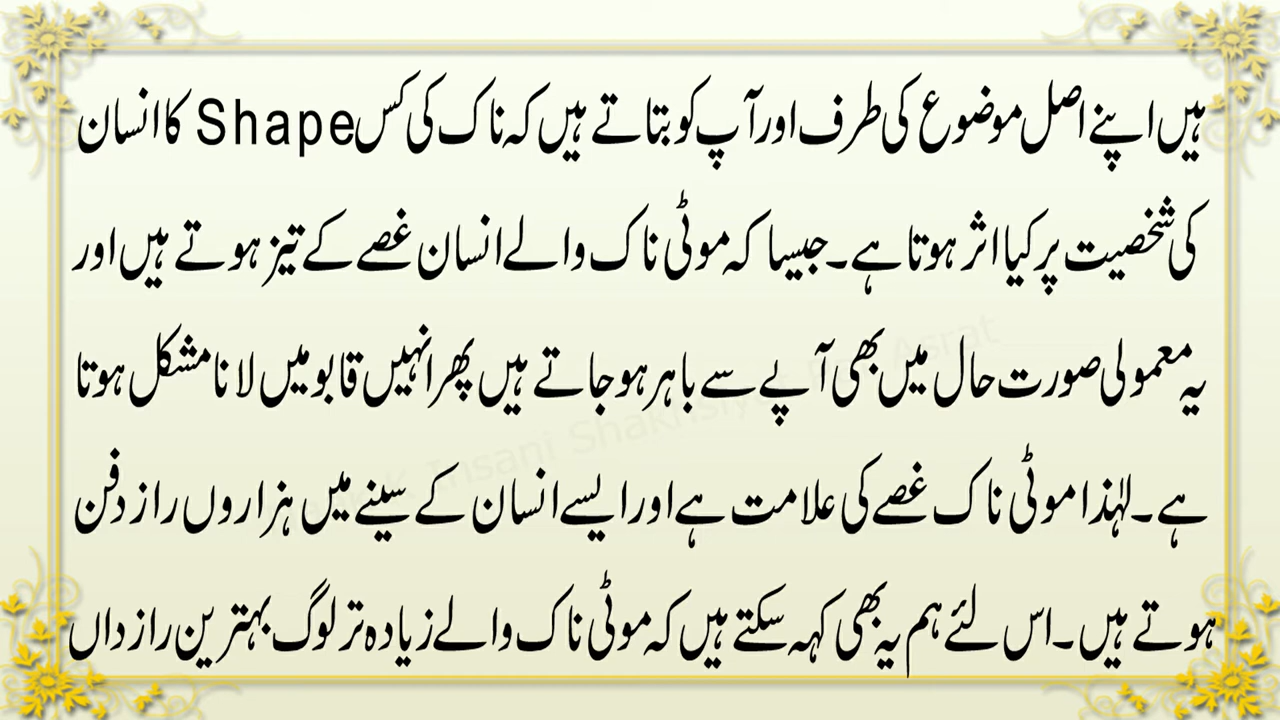 ہیں اپنے اصل موضوع کی طرف اور آپ کو بتاتے ہیں کہ ناک کی کس Shape کا انسان
کی شخصیت پر کیا اثر ہوتا ہے۔ جیسا کہ موٹی ناک والے انسان غصے کے تیز ہوتے ہیں اور
یہ معمولی صورت حال میں بھی آپے سے باہر ہو جاتے ہیں پھر انہیں قابو میں لانا مشکل ہوتا
ہے۔ لہٰذا موٹی ناک غصے کی علامت ہے اور ایسے انسان کے سینے میں ہزاروں راز دفن
ہوتے ہیں۔ اس لئے ہم یہ بھی کہہ سکتے ہیں کہ موٹی ناک والے زیادہ تر لوگ بہترین راز داں
Insani Shakhsiyat
Asrat